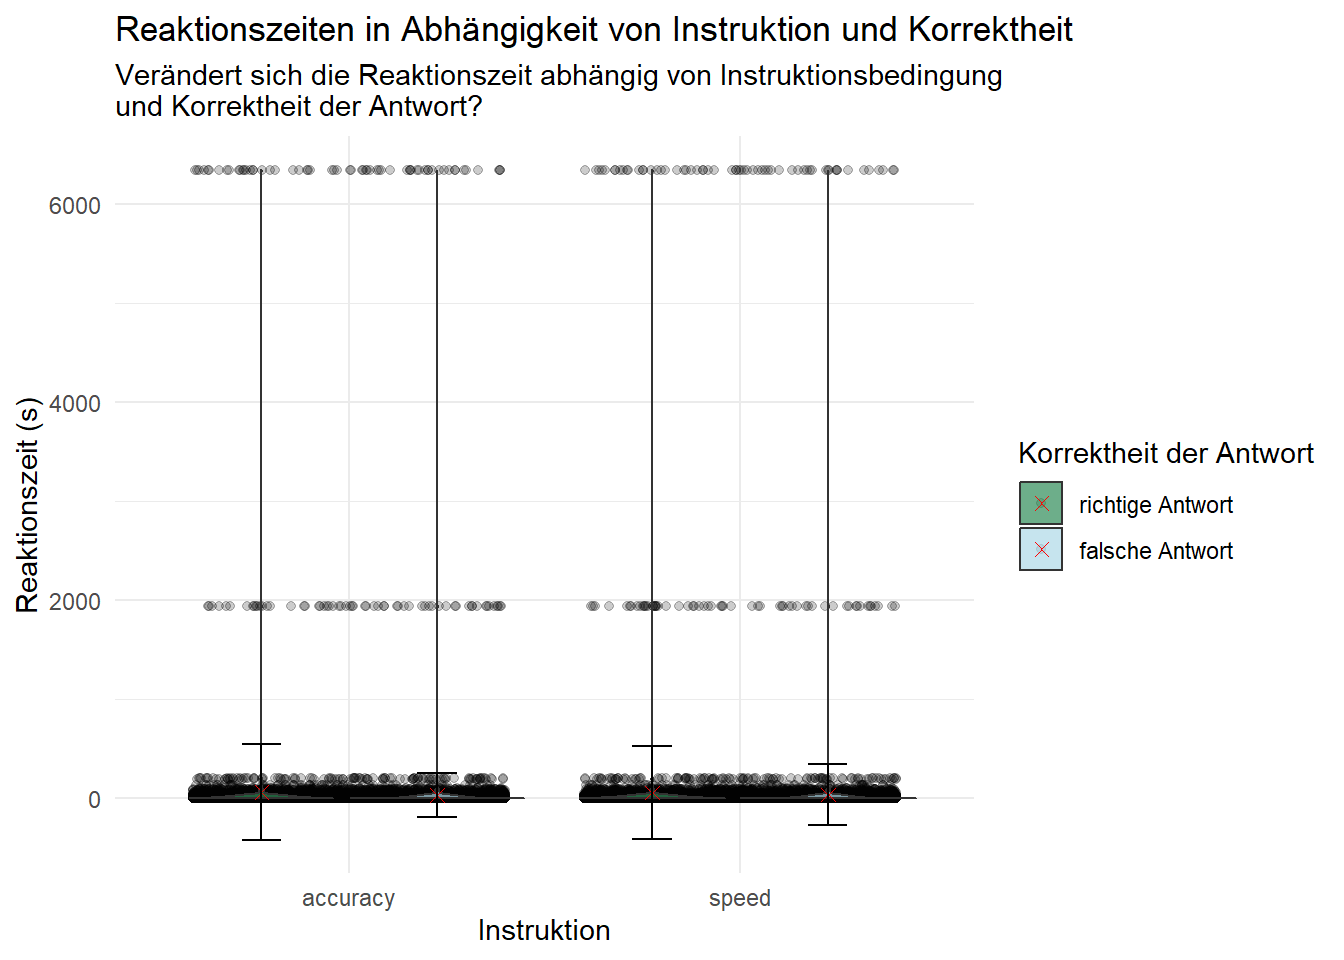 Reaktionszeiten in Abhängigkeit von Instruktion und Korrektheit
Verändert sich die Reaktionszeit abhängig von Instruktionsbedingung
und Korrektheit der Antwort?
Reaktionszeit (s)
6000
4000
2000
0
accuracy
speed
Instruktion
Korrektheit der Antwort
richtige Antwort
falsche Antwort